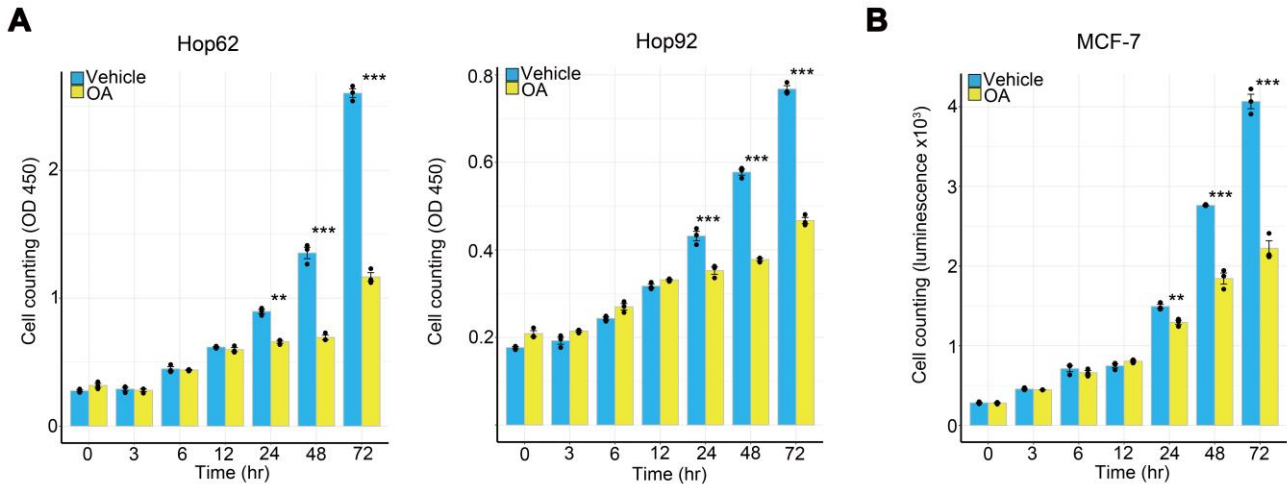 A
B
Hop62
Vehicle
OA
Cell counting (OD 450)
2
1
0
***
***
**
0 3 6 12 24 48 72
Time (hr)
Hop92
Vehicle
OA
Cell counting (OD 450)
0.8
0.6
0.4
0.2
***
***
***
0 3 6 12 24 48 72
Time (hr)
MCF-7
Vehicle
OA
Cell counting (luminescence x10³)
4
3
2
1
0
***
***
**
0 3 6 12 24 48 72
Time (hr)